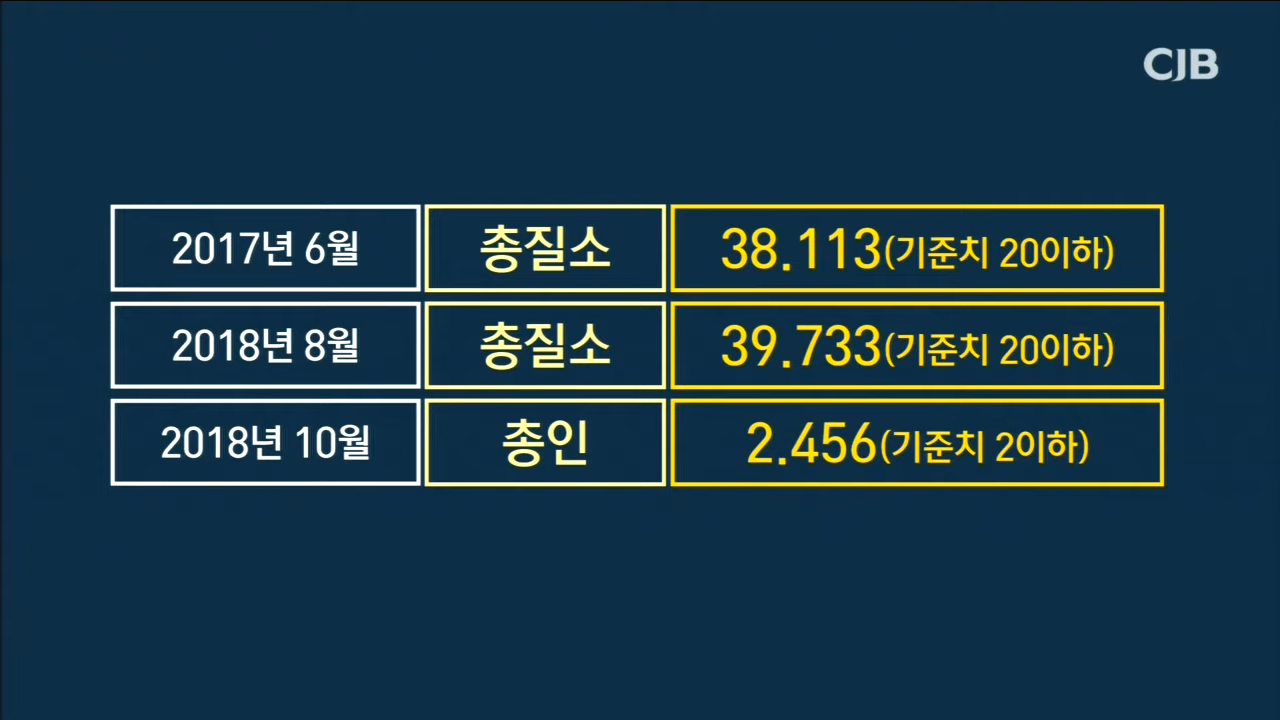 CJB
2017년 6월 총질소 38.113(기준치 20이하)
2018년 8월 총질소 39.733(기준치 20이하)
2018년 10월 총인 2.456(기준치 2이하)